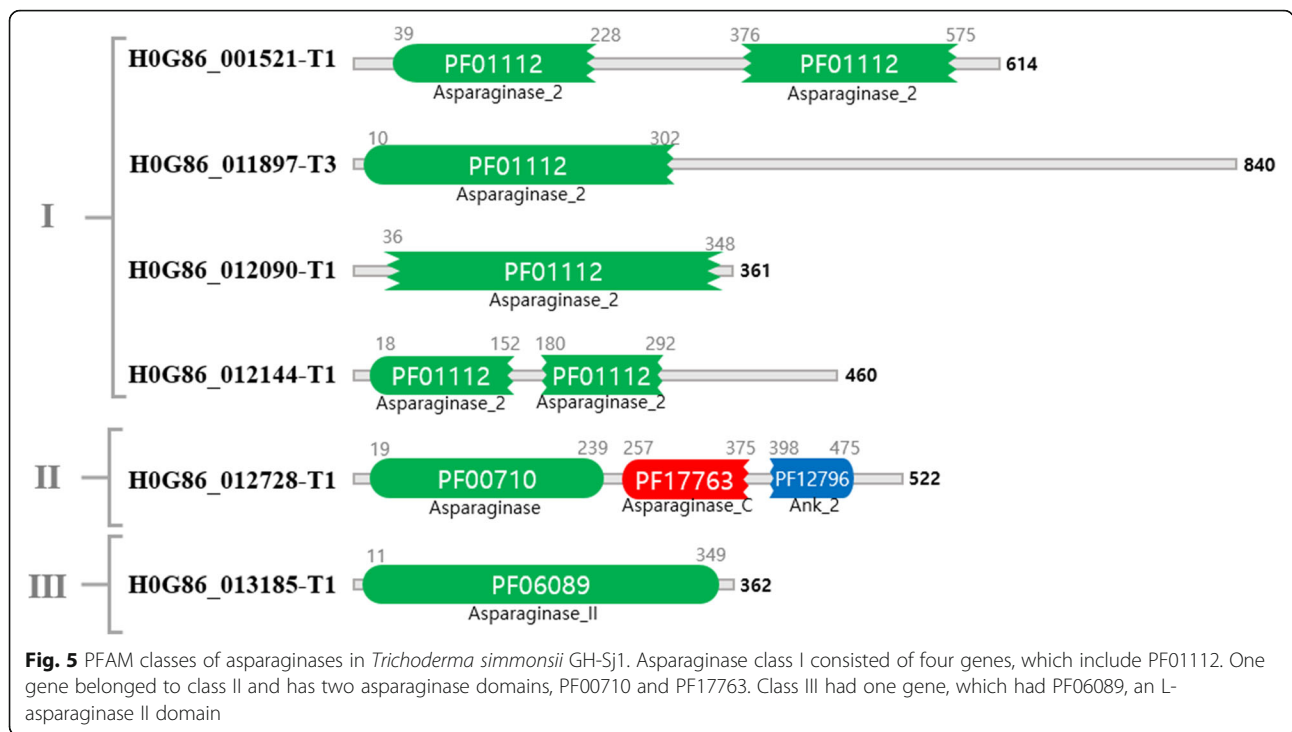 39 228 376 575
I H0G86_001521-T1 PF01112 PF01112 614
Asparaginase_2 Asparaginase_2
10 302
H0G86_011897-T3 PF01112 840
Asparaginase_2
36 348
H0G86_012090-T1 PF01112 361
Asparaginase_2
18 152 180 292
H0G86_012144-T1 PF01112 PF01112 460
Asparaginase_2 Asparaginase_2
19 239 257 375 398 475
II H0G86_012728-T1 PF00710 PF17763 PF12796 522
Asparaginase Asparaginase_C Ank_2
11 349
III H0G86_013185-T1 PF06089 362
Asparaginase_II
Fig. 5 PFAM classes of asparaginases in Trichoderma simmonsii GH-Sj1. Asparaginase class I consisted of four genes, which include PF01112. One
gene belonged to class II and has two asparaginase domains, PF00710 and PF17763. Class III had one gene, which had PF06089, an L-
asparaginase II domain